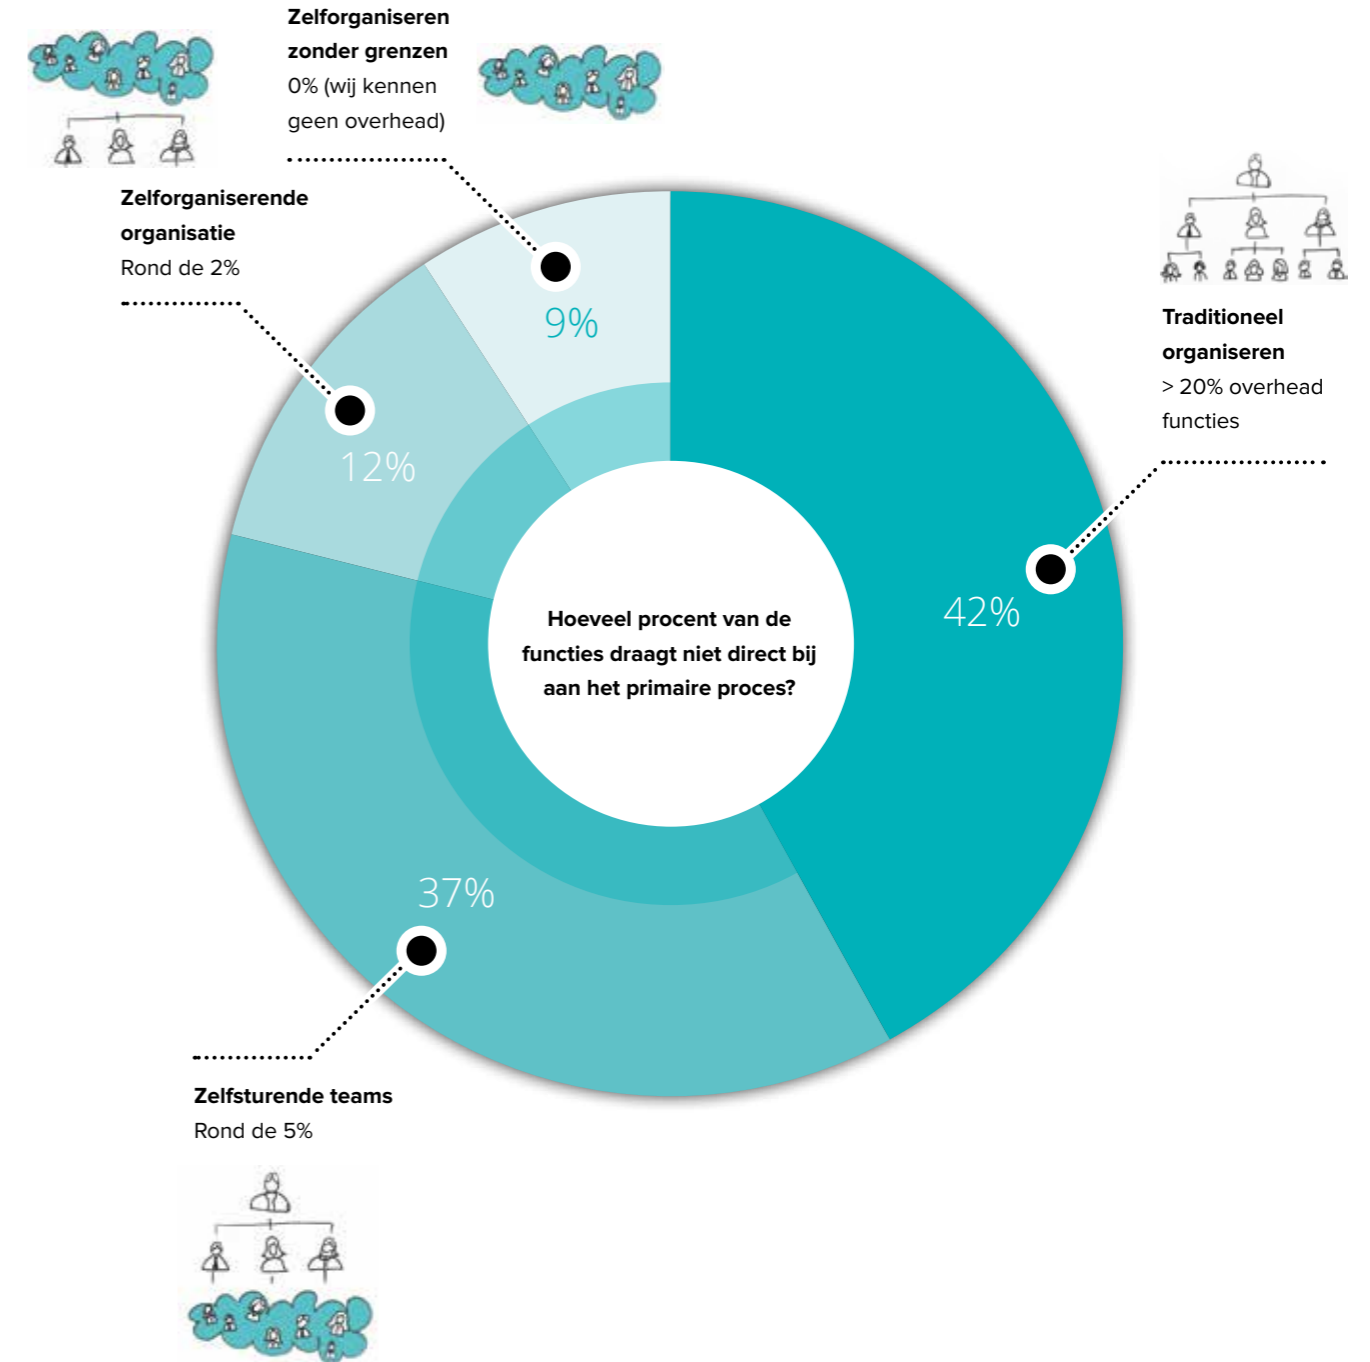 Zelforganiseren
zonder grenzen
0% (wij kennen
geen overhead)
Zelforganiserende
organisatie
Rond de 2%
Traditioneel
organiseren
> 20% overhead
functies
9%
12%
42%
Hoeveel procent van de
functies draagt niet direct bij
aan het primaire proces?
37%
Zelfsturende teams
Rond de 5%